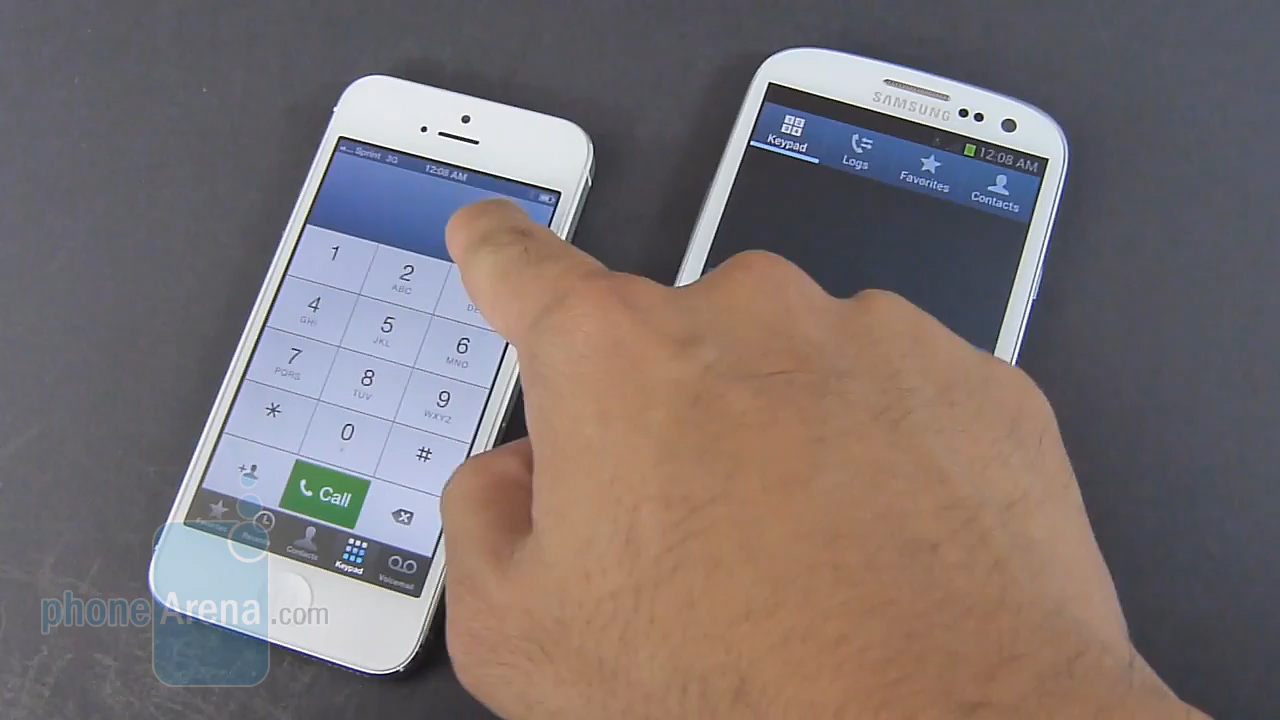 Sprint 3G
12:08 AM
1
2
ABC
4
GHI
5
JKL
6
MNO
7
PQRS
8
TUV
9
WXYZ
*
0
+
#
Call
Favorites
Contacts
Keypad
Voicemail
SAMSUNG
12:08 AM
Keypad
Logs
Favorites
Contacts
phoneArena.com